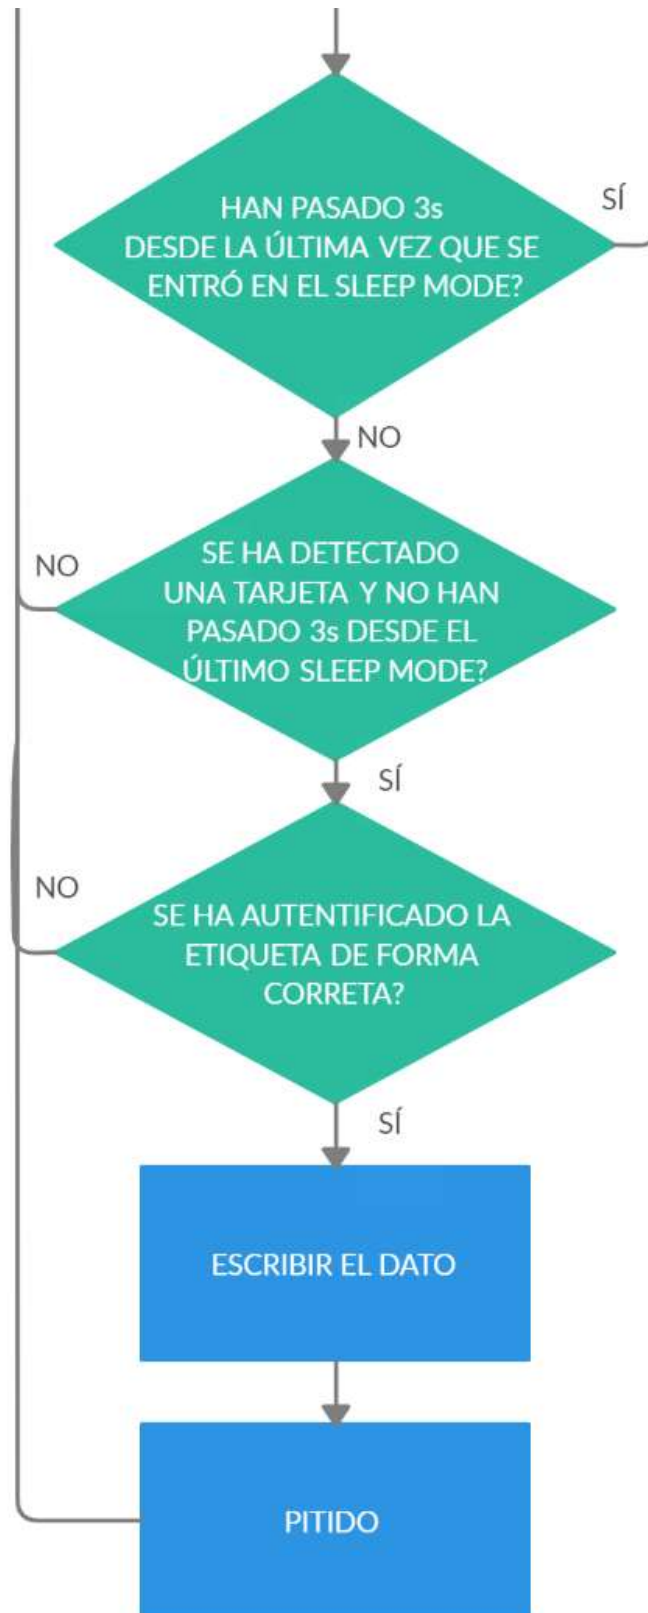 HAN PASADO 3s
SÍ
DESDE LA ÚLTIMA VEZ QUE SE
ENTRÓ EN EL SLEEP MODE?
NO
SE HA DETECTADO
NO
UNA TARJETA Y NO HAN
PASADO 3s DESDE EL
ÚLTIMO SLEEP MODE?
SÍ
NO
SE HA AUTENTIFICADO LA
ETIQUETA DE FORMA
CORRETA?
SÍ
ESCRIBIR EL DATO
PITIDO